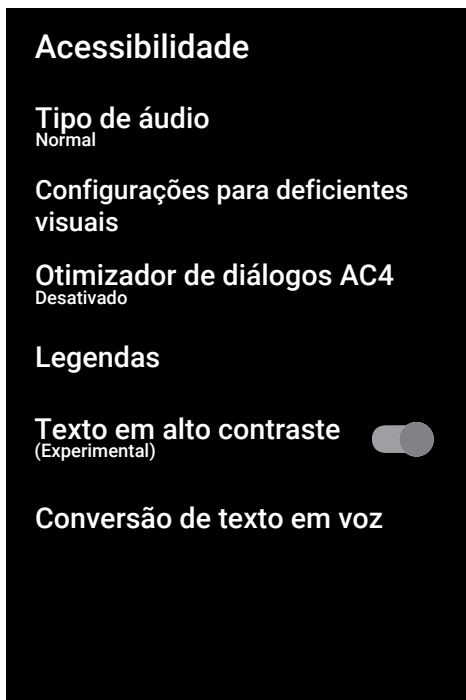 Acessibilidade
Tipo de áudio
Normal
Configurações para deficientes
visuais
Otimizador de diálogos AC4
Desativado
Legendas
Texto em alto contraste
(Experimental)
Conversão de texto em voz